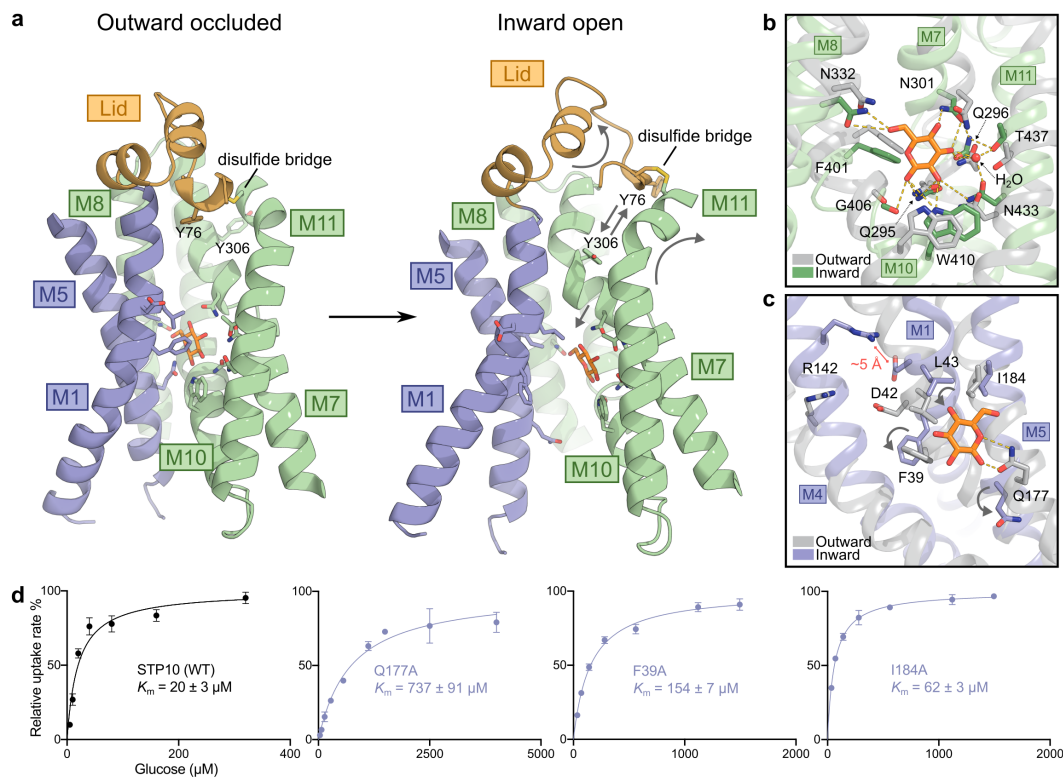 a
Outward occluded
Inward open
Lid
disulfide bridge
M8
Y76
Y306
M11
M5
M1
M7
M10
Lid
disulfide bridge
M8
Y76
M11
Y306
M5
M7
M1
M10
b
M8
M7
N332
N301
M11
Q296
T437
F401
H₂O
G406
N433
Q295
W410
Outward
Inward
M10
c
M1
~5 Å
L43
R142
I184
D42
M5
F39
Q177
M4
Outward
Inward
d
Relative uptake rate %
100
50
0
STP10 (WT)
Kₘ = 20 ± 3 µM
0 200 400
Glucose (µM)
100
50
0
Q177A
Kₘ = 737 ± 91 µM
0 2500 5000
100
50
0
F39A
Kₘ = 154 ± 7 µM
0 1000 2000
100
50
0
I184A
Kₘ = 62 ± 3 µM
0 1000 2000